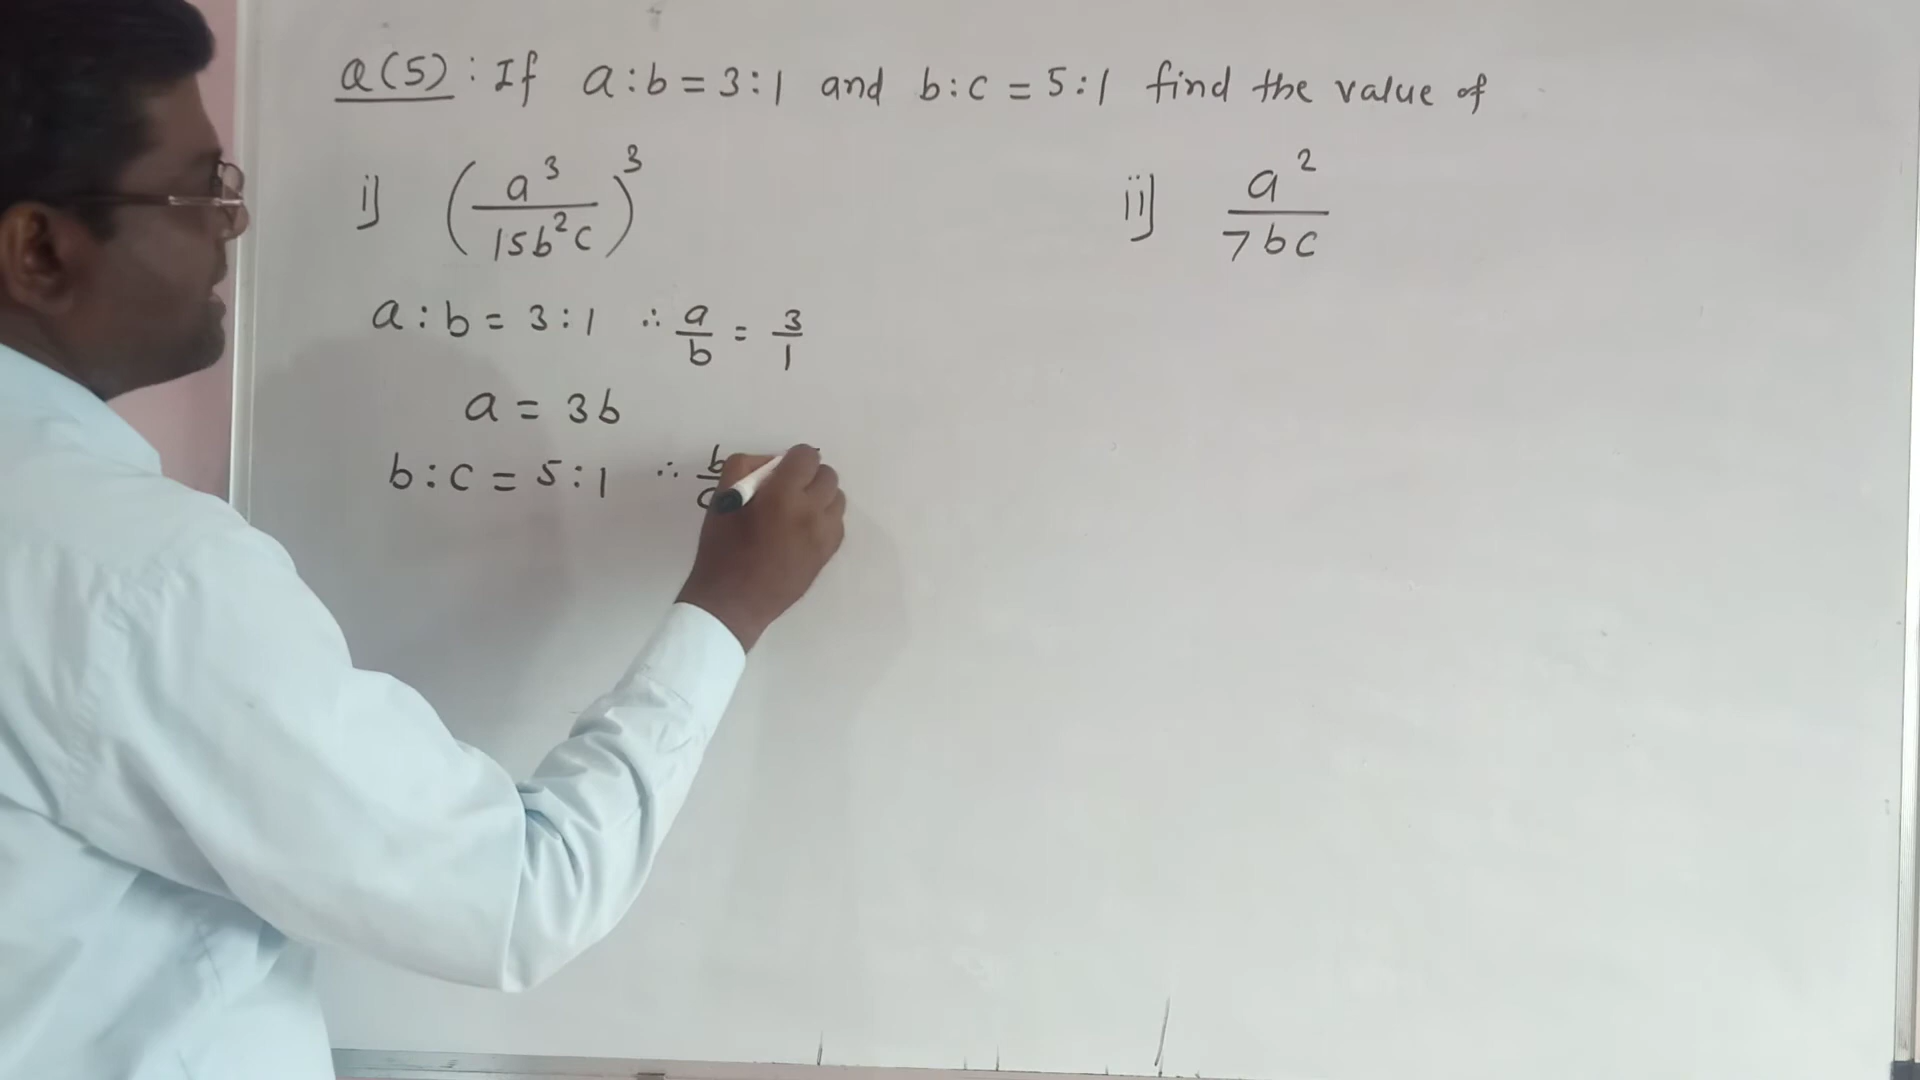 Q(5) : If a:b = 3:1 and b:c = 5:1 find the value of
i) (a³/15b²c)³
ii) a²/7bc
a:b = 3:1 ∴ a/b = 3/1
a = 3b
b:c = 5:1 ∴ b/c